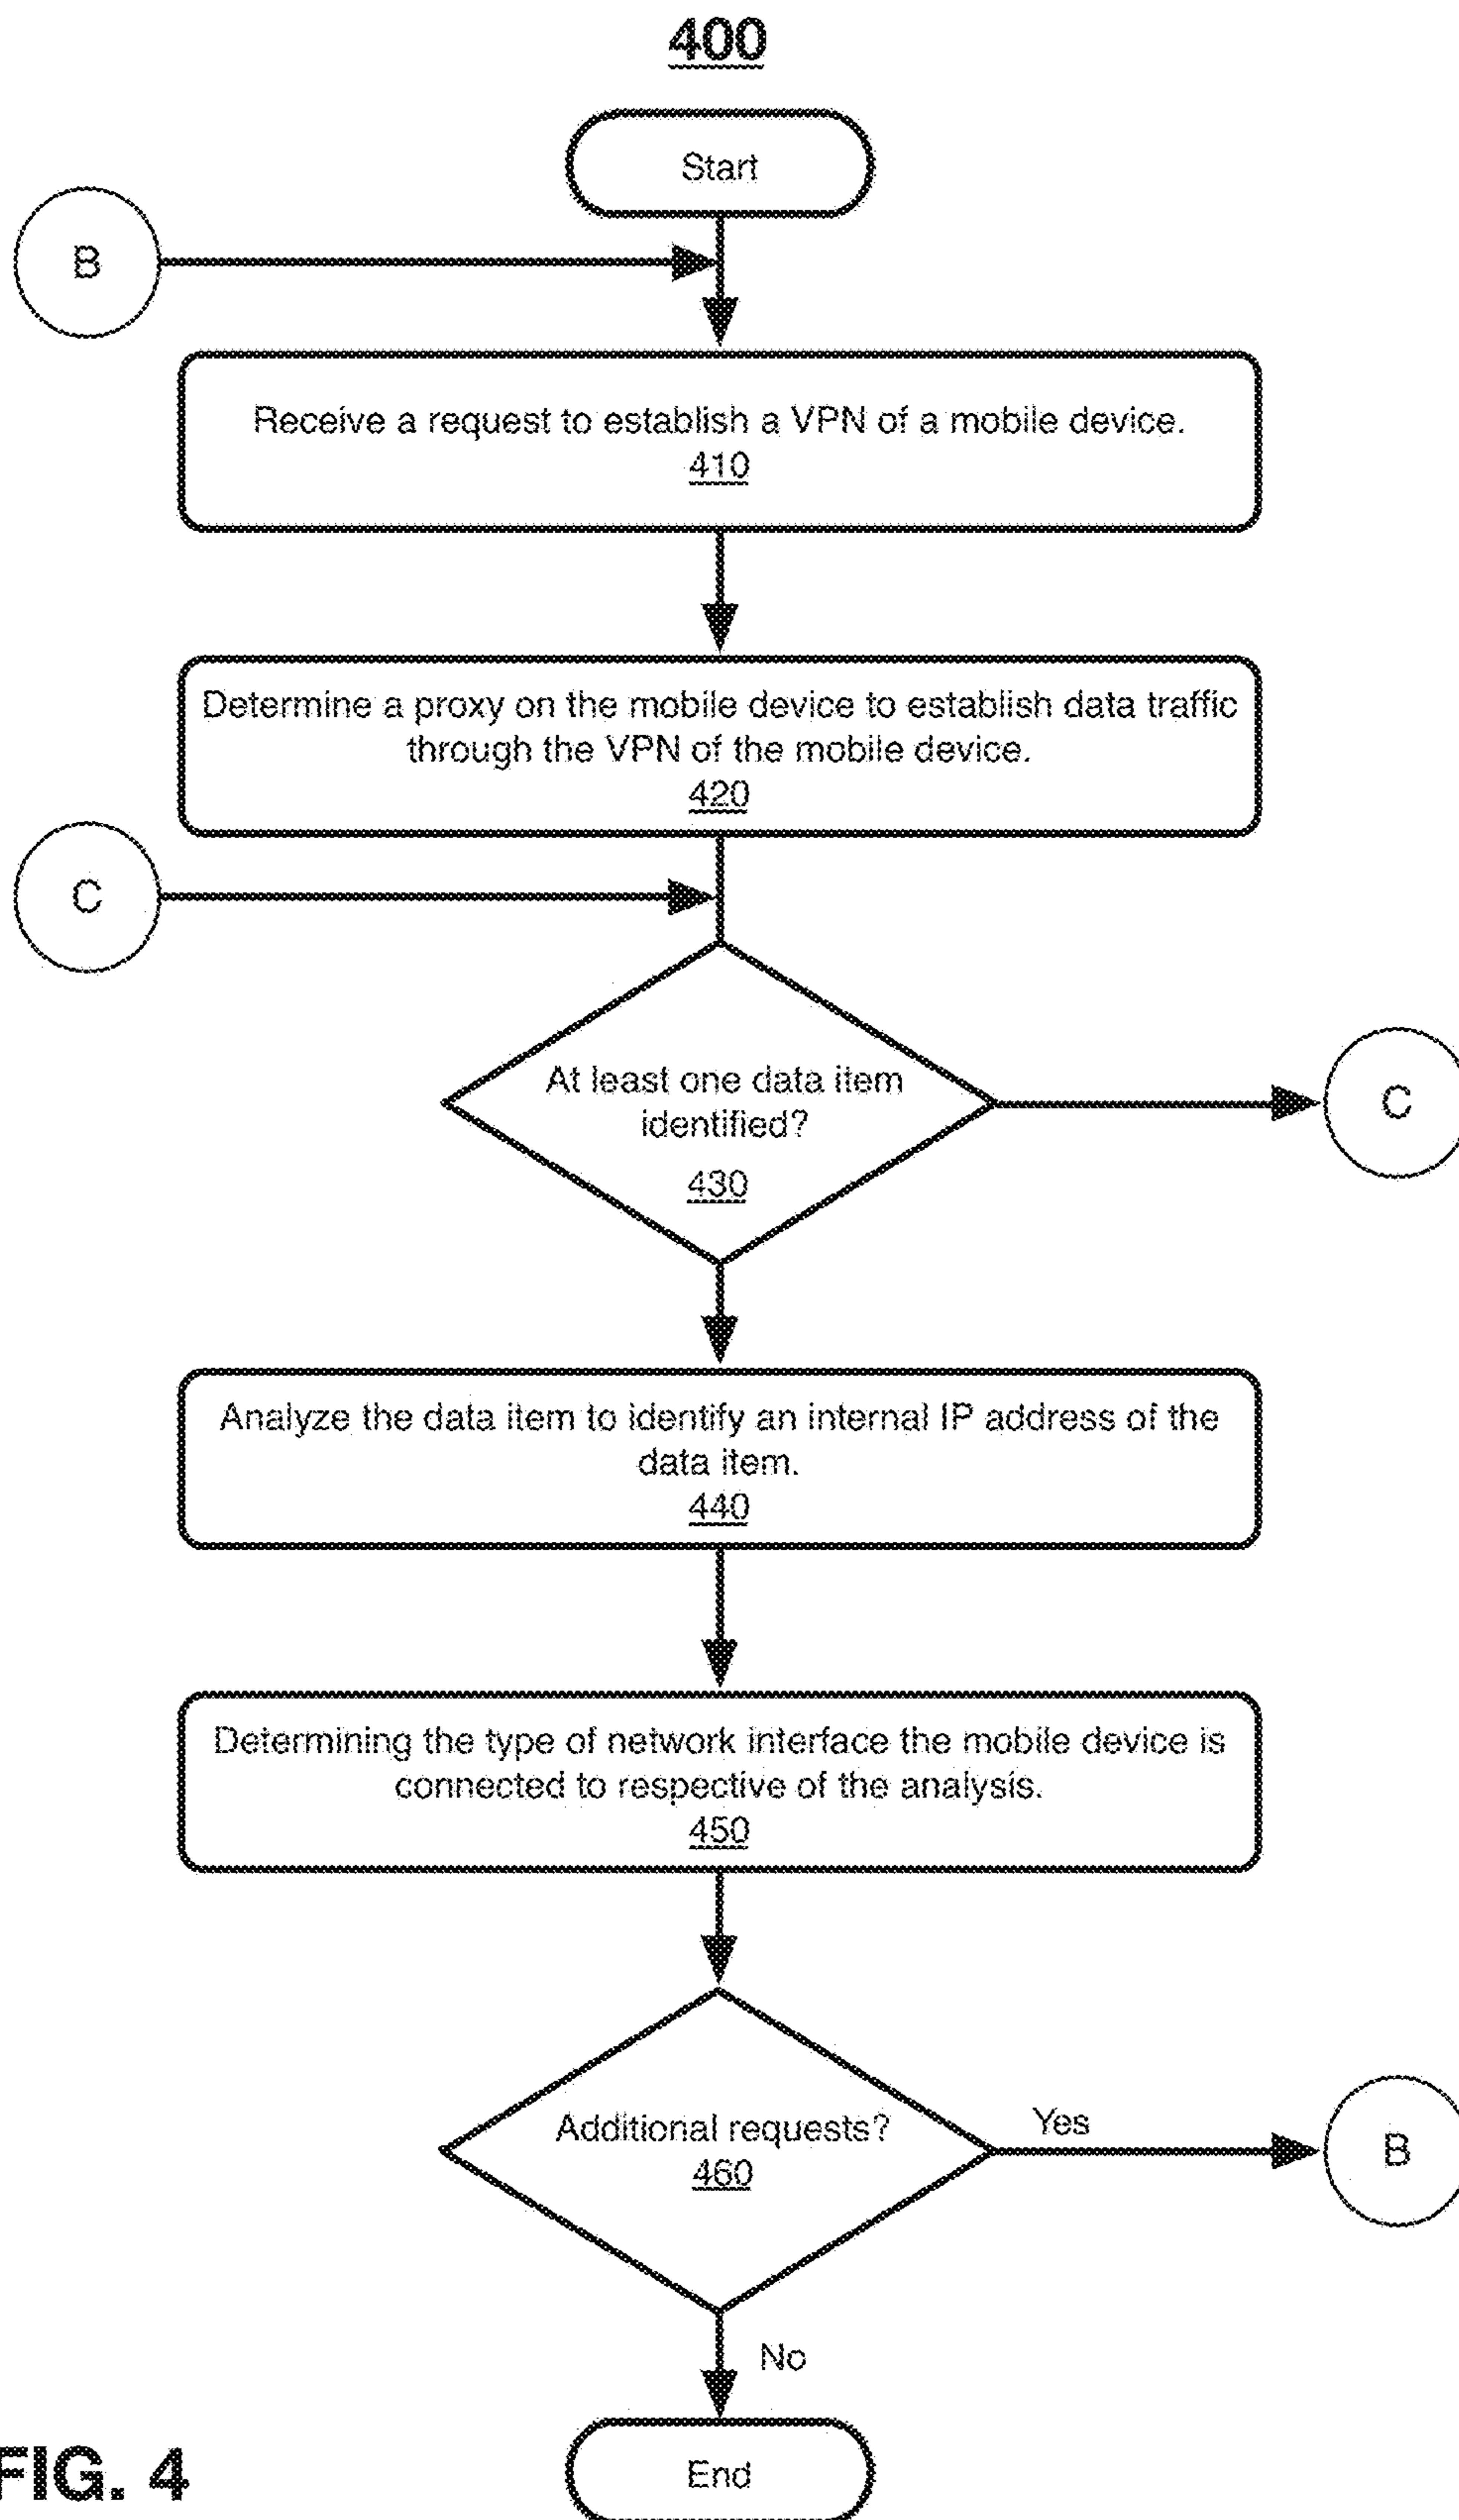 400
Start
B
Receive a request to establish a VPN of a mobile device.
410
Determine a proxy on the mobile device to establish data traffic
through the VPN of the mobile device.
420
C
At least one data item
identified?
430
C
Analyze the data item to identify an internal IP address of the
data item.
440
Determining the type of network interface the mobile device is
connected to respective of the analysis.
450
Additional requests?
460
Yes
B
No
End
FIG. 4